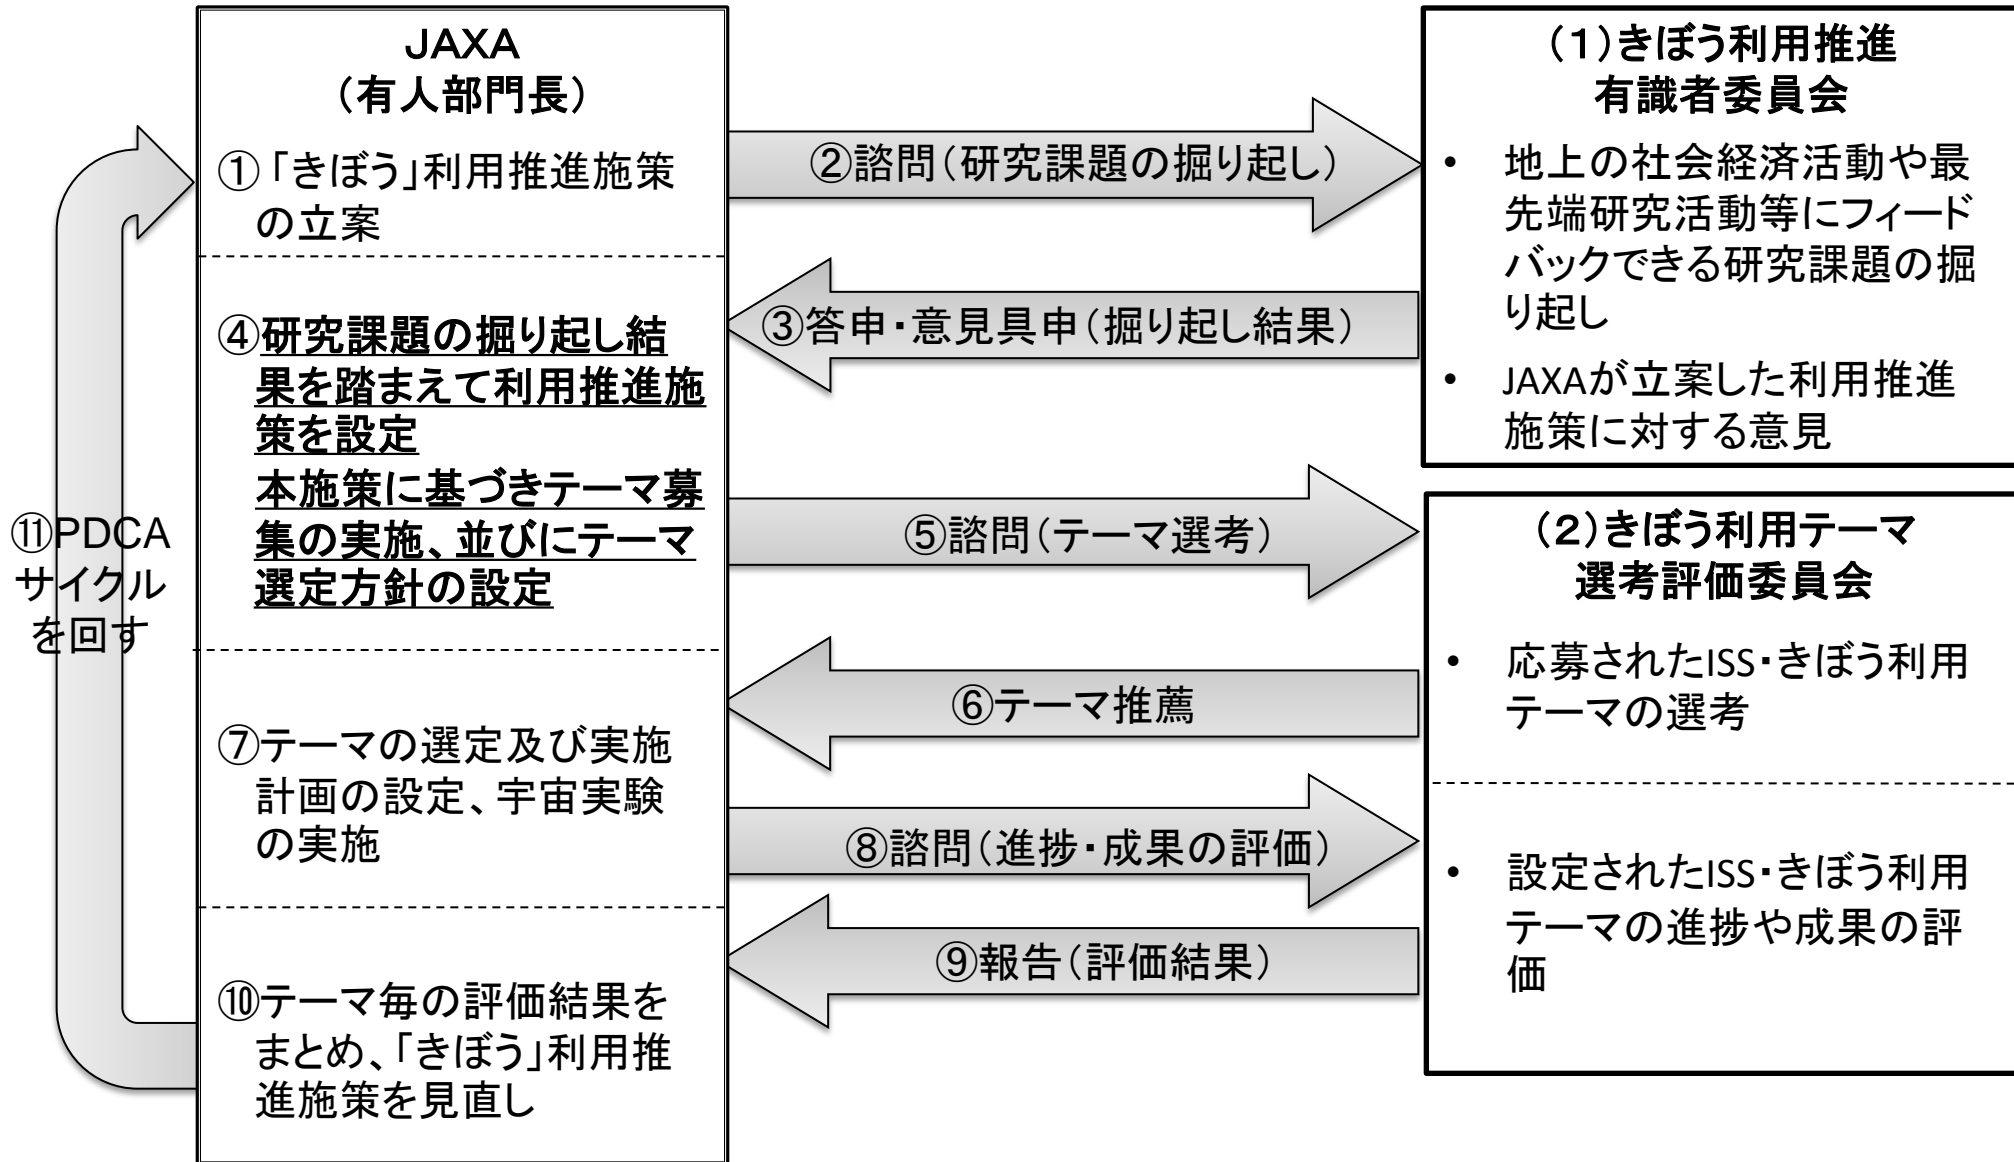 JAXA
（有人部門長）
①「きぼう」利用推進施策
の立案
④研究課題の掘り起し結
果を踏まえて利用推進施
策を設定
本施策に基づきテーマ募
集の実施、並びにテーマ
選定方針の設定
⑦テーマの選定及び実施
計画の設定、宇宙実験
の実施
⑩テーマ毎の評価結果を
まとめ、「きぼう」利用推
進施策を見直し
⑪PDCA
サイクル
を回す
②諮問（研究課題の掘り起し）
③答申・意見具申（掘り起し結果）
⑤諮問（テーマ選考）
⑥テーマ推薦
⑧諮問（進捗・成果の評価）
⑨報告（評価結果）
（１）きぼう利用推進
有識者委員会
• 地上の社会経済活動や最
先端研究活動等にフィード
バックできる研究課題の掘
り起し
• JAXAが立案した利用推進
施策に対する意見
（２）きぼう利用テーマ
選考評価委員会
• 応募されたISS・きぼう利用
テーマの選考
• 設定されたISS・きぼう利用
テーマの進捗や成果の評
価